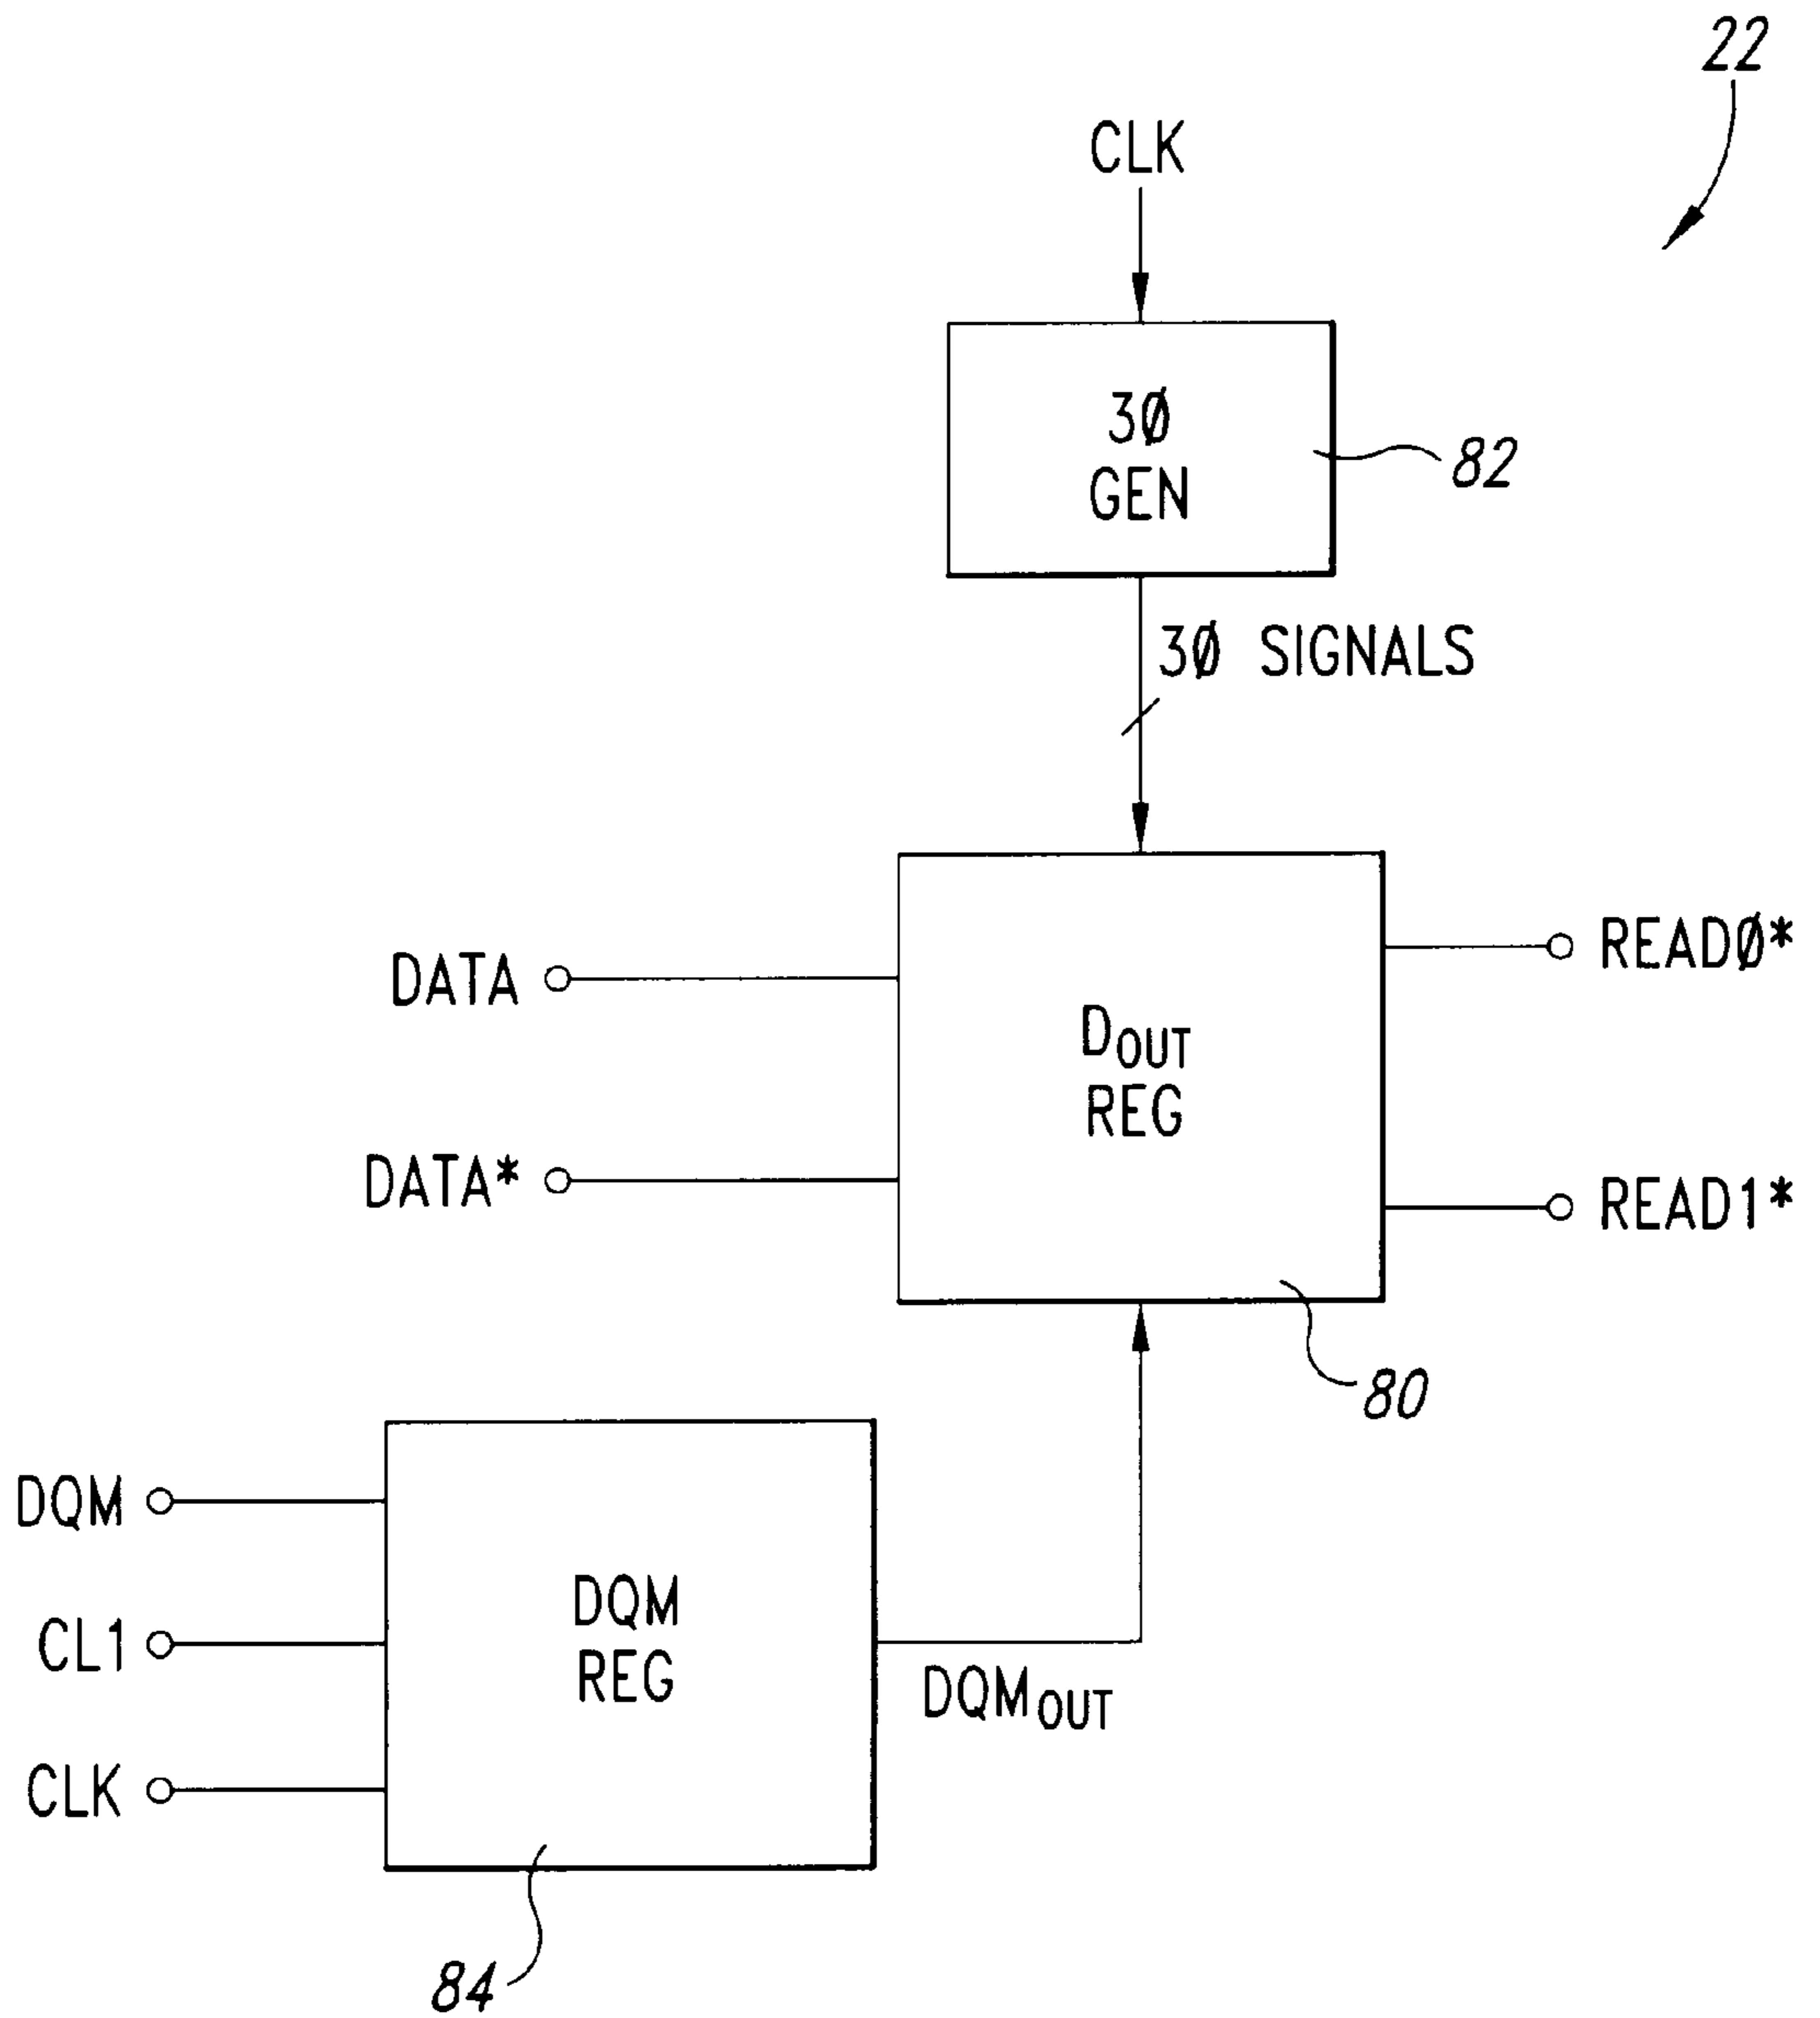 22
CLK
3Ø
GEN
82
3Ø SIGNALS
DATA
DATA*
DOUT
REG
READØ*
READ1*
80
DQM
CL1
CLK
DQM
REG
DQMOUT
84